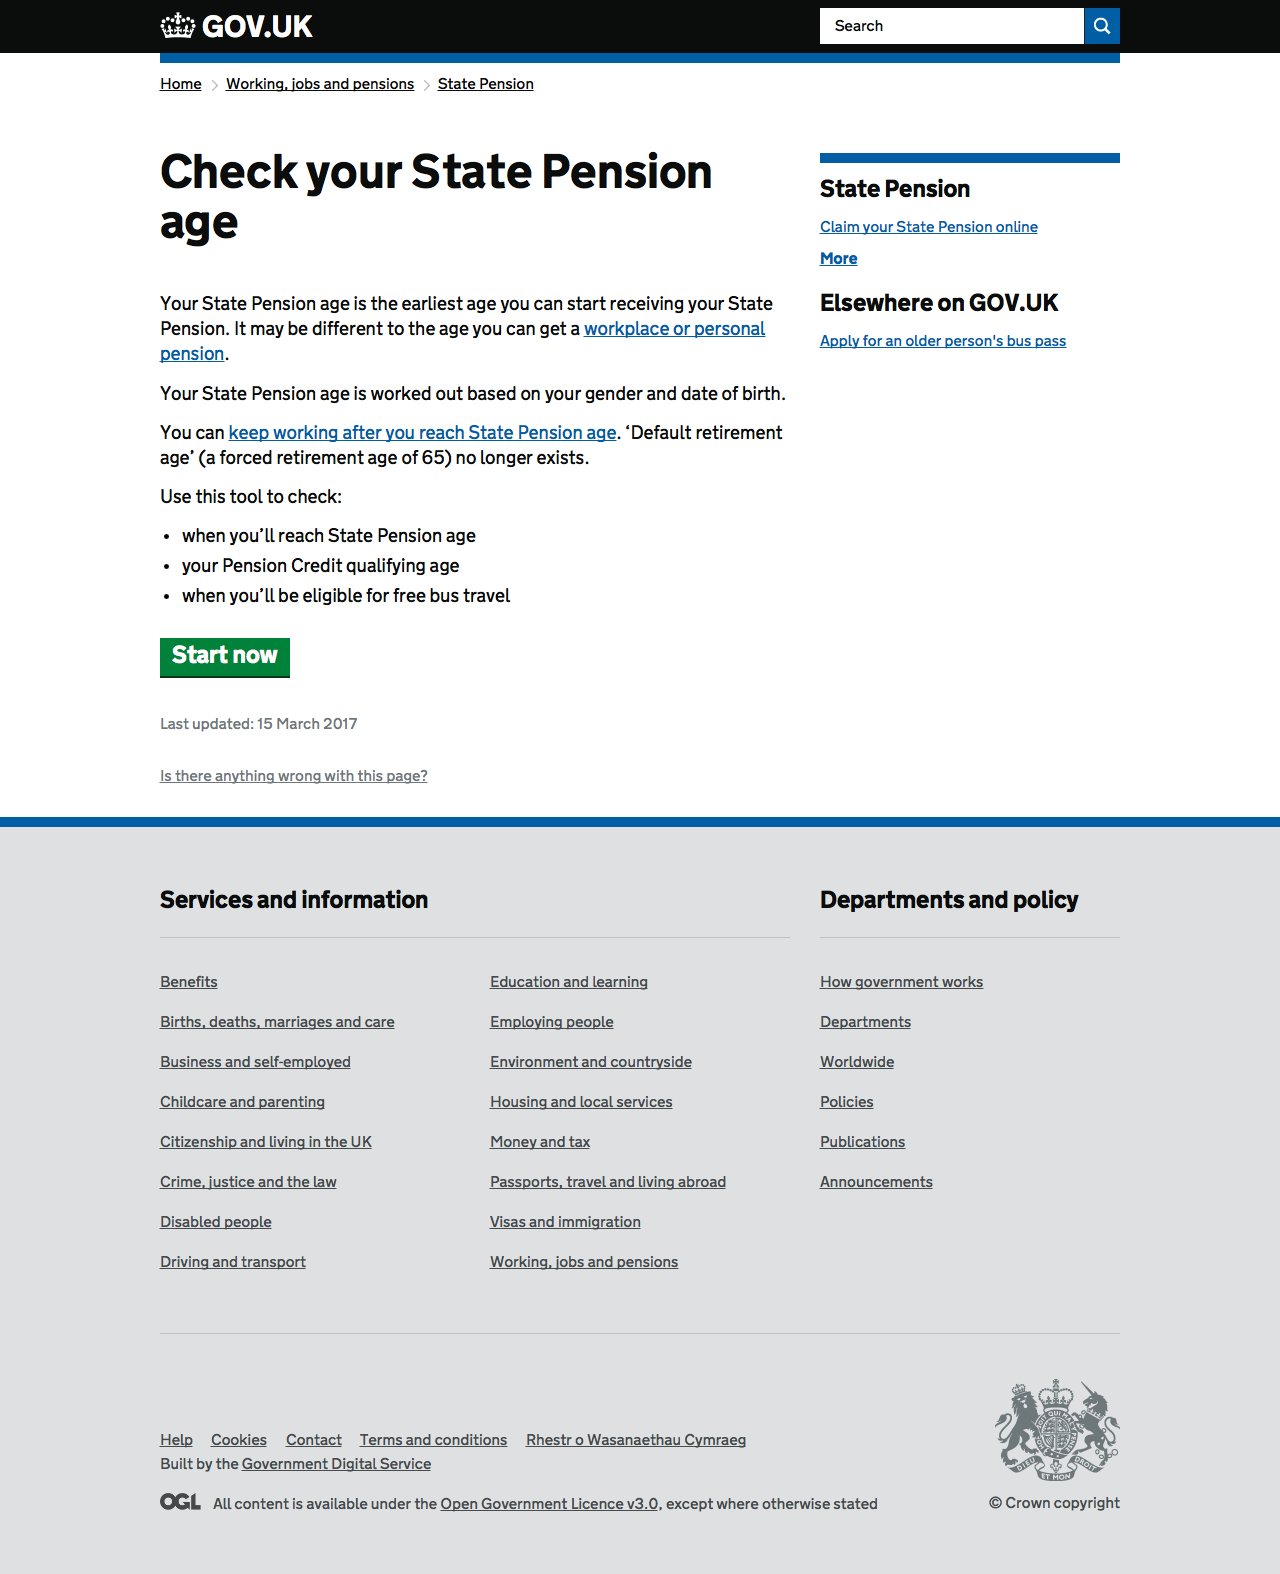 GOV.UK
Search
Home
Working, jobs and pensions
State Pension
Check your State Pension
age
Your State Pension age is the earliest age you can start receiving your State
Pension. It may be different to the age you can get a workplace or personal
pension.
Your State Pension age is worked out based on your gender and date of birth.
You can keep working after you reach State Pension age. ‘Default retirement
age’ (a forced retirement age of 65) no longer exists.
Use this tool to check:
• when you’ll reach State Pension age
• your Pension Credit qualifying age
• when you’ll be eligible for free bus travel
Start now
Last updated: 15 March 2017
Is there anything wrong with this page?
State Pension
Claim your State Pension online
More
Elsewhere on GOV.UK
Apply for an older person's bus pass
Services and information
Benefits
Births, deaths, marriages and care
Business and self-employed
Childcare and parenting
Citizenship and living in the UK
Crime, justice and the law
Disabled people
Driving and transport
Education and learning
Employing people
Environment and countryside
Housing and local services
Money and tax
Passports, travel and living abroad
Visas and immigration
Working, jobs and pensions
Departments and policy
How government works
Departments
Worldwide
Policies
Publications
Announcements
Help Cookies Contact Terms and conditions Rhestr o Wasanaethau Cymraeg
Built by the Government Digital Service
OGL All content is available under the Open Government Licence v3.0, except where otherwise stated
DIEU ET MON DROIT
© Crown copyright